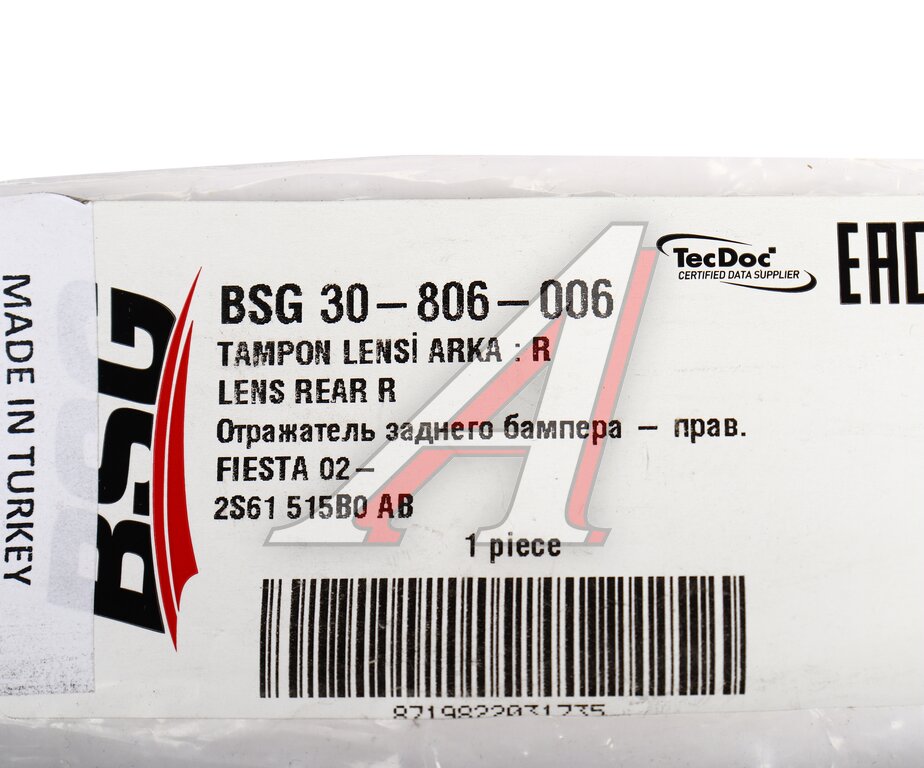 MADE IN TURKEY
BSG
BSG 30-806-006
TecDoc
CERTIFIED DATA SUPPLIER
EAC
TAMPON LENSİ ARKA : R
LENS REAR R
Отражатель заднего бампера - прав.
FIESTA 02-
2S61 515B0 AB
1 piece
8719822031735